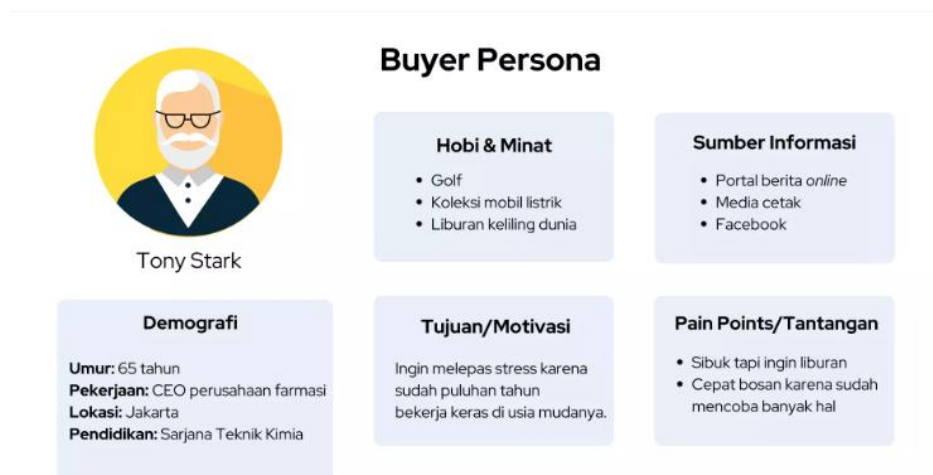 Buyer Persona
Tony Stark
Hobi & Minat
• Golf
• Koleksi mobil listrik
• Liburan keliling dunia
Sumber Informasi
• Portal berita online
• Media cetak
• Facebook
Demografi
Umur: 65 tahun
Pekerjaan: CEO perusahaan farmasi
Lokasi: Jakarta
Pendidikan: Sarjana Teknik Kimia
Tujuan/Motivasi
Ingin melepas stress karena
sudah puluhan tahun
bekerja keras di usia mudanya.
Pain Points/Tantangan
• Sibuk tapi ingin liburan
• Cepat bosan karena sudah
mencoba banyak hal